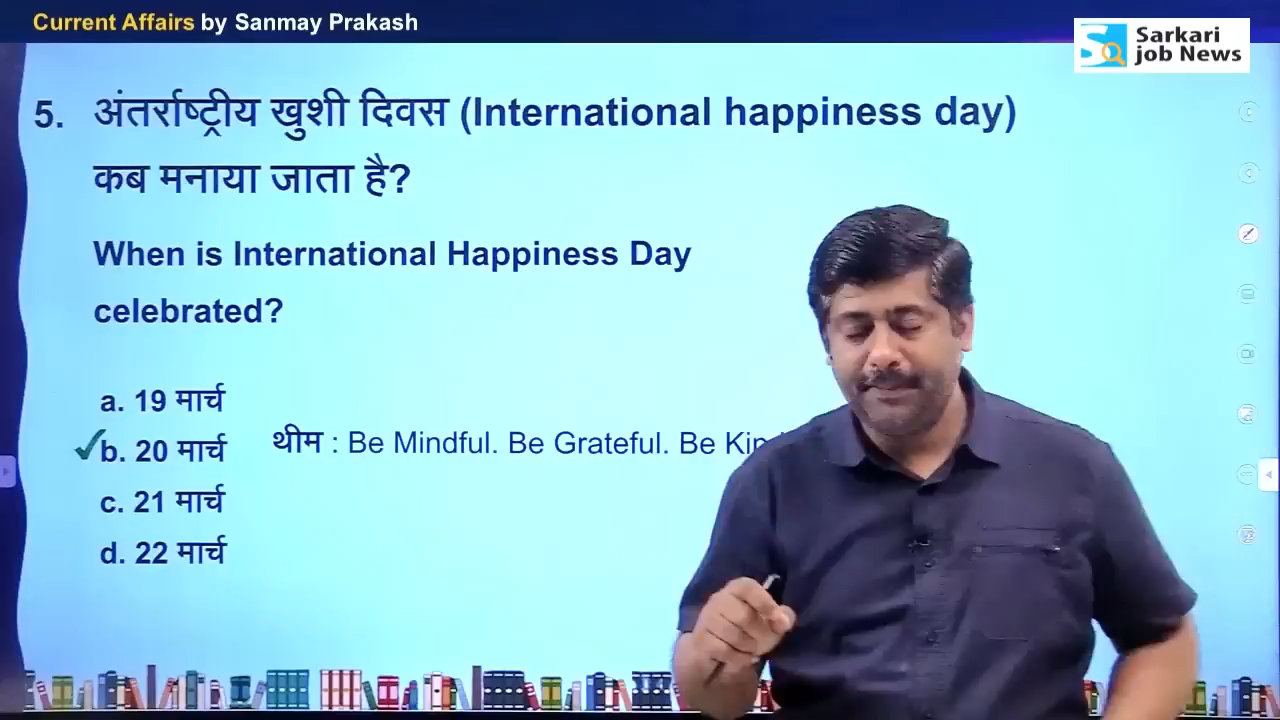 Current Affairs by Sanmay Prakash
Sarkari
job News
5. अंतर्राष्ट्रीय खुशी दिवस (International happiness day)
कब मनाया जाता है?
When is International Happiness Day
celebrated?
a. 19 मार्च
b. 20 मार्च थीम : Be Mindful. Be Grateful. Be
c. 21 मार्च
d. 22 मार्च